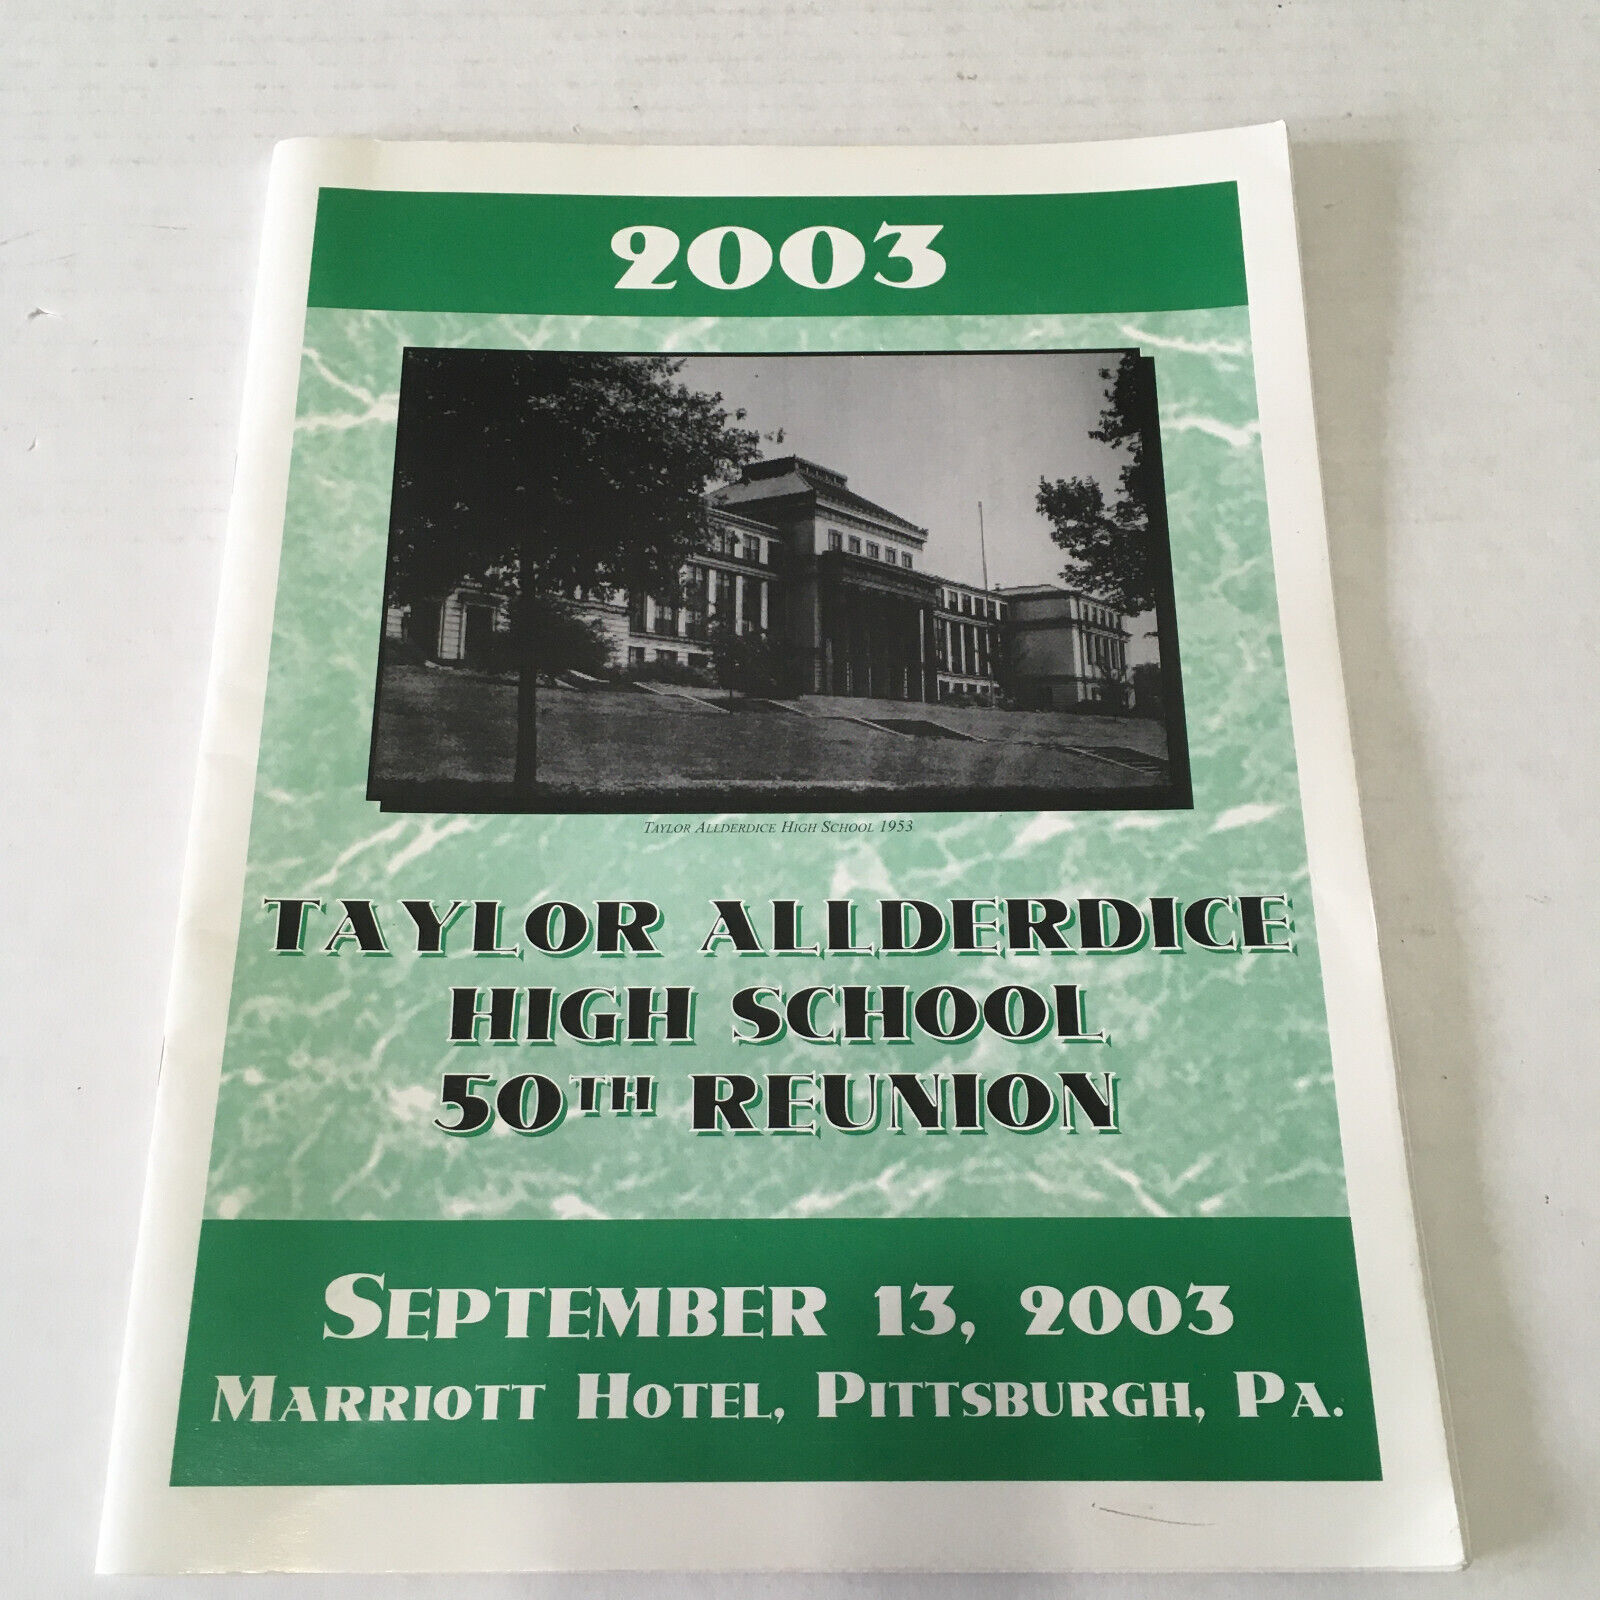 2003
TAYLOR ALLDERDICE HIGH SCHOOL 1953
TAYLOR ALLDERDICE
HIGH SCHOOL
50TH REUNION
SEPTEMBER 13, 2003
MARRIOTT HOTEL, PITTSBURGH, PA.